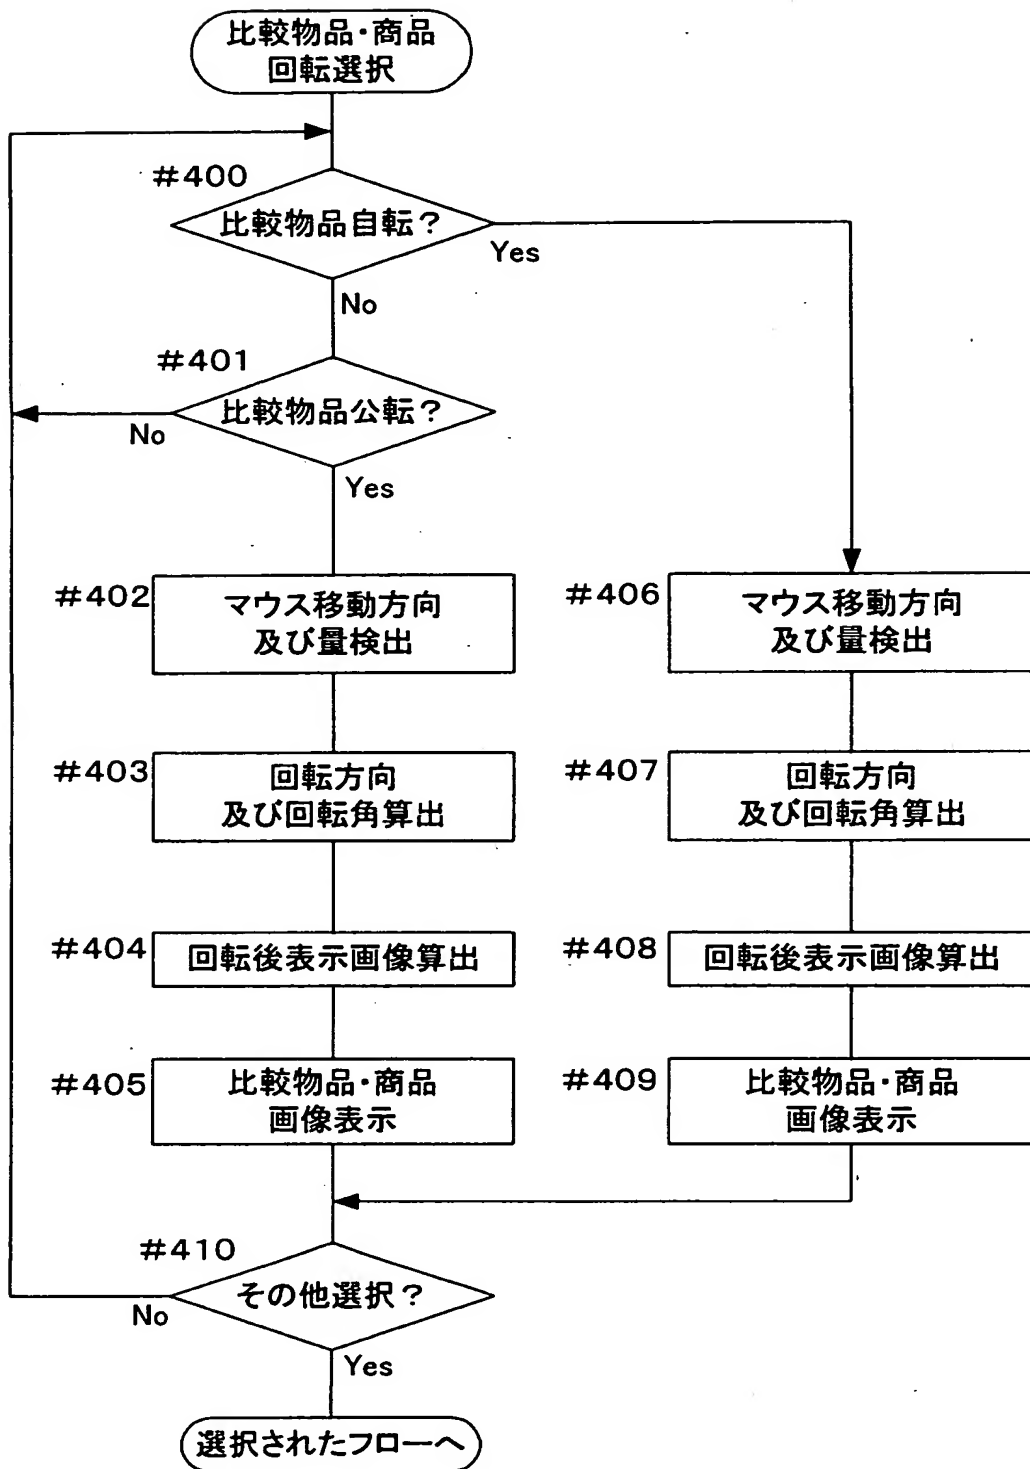 比較物品・商品
回転選択
#400
比較物品自転?
Yes
No
#401
比較物品公転?
No
Yes
#402
マウス移動方向
及び量検出
#406
マウス移動方向
及び量検出
#403
回転方向
及び回転角算出
#407
回転方向
及び回転角算出
#404
回転後表示画像算出
#408
回転後表示画像算出
#405
比較物品・商品
画像表示
#409
比較物品・商品
画像表示
#410
その他選択?
No
Yes
選択されたフローへ